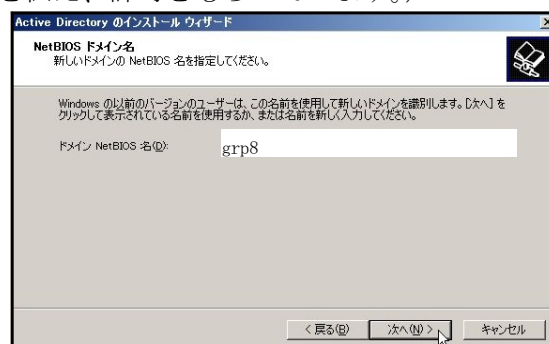 Active Directory のインストール ウィザード
NetBIOS ドメイン名
新しいドメインの NetBIOS 名を指定してください。
Windows の以前のバージョンのユーザーは、この名前を使用して新しいドメインを識別します。[次へ] を
クリックして表示されている名前を使用するか、または名前を新しく入力してください。
ドメイン NetBIOS 名(D):
grp8
< 戻る(B)
次へ(N) >
キャンセル